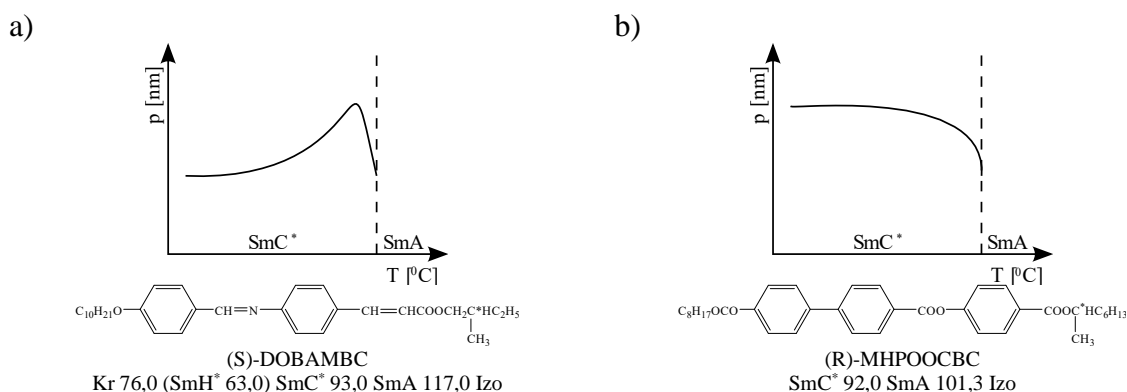 a)
p [nm]
SmC*
SmA
T [⁰C]
C₁₀H₂₁O
CH=N
CH=CHCOOCH₂C*HC₂H₅
CH₃
(S)-DOBAMBC
Kr 76,0 (SmH* 63,0) SmC* 93,0 SmA 117,0 Izo
b)
p [nm]
SmC*
SmA
T [⁰C]
C₈H₁₇OCO
COO
COOC*HC₆H₁₃
CH₃
(R)-MHPOOCBC
SmC* 92,0 SmA 101,3 Izo